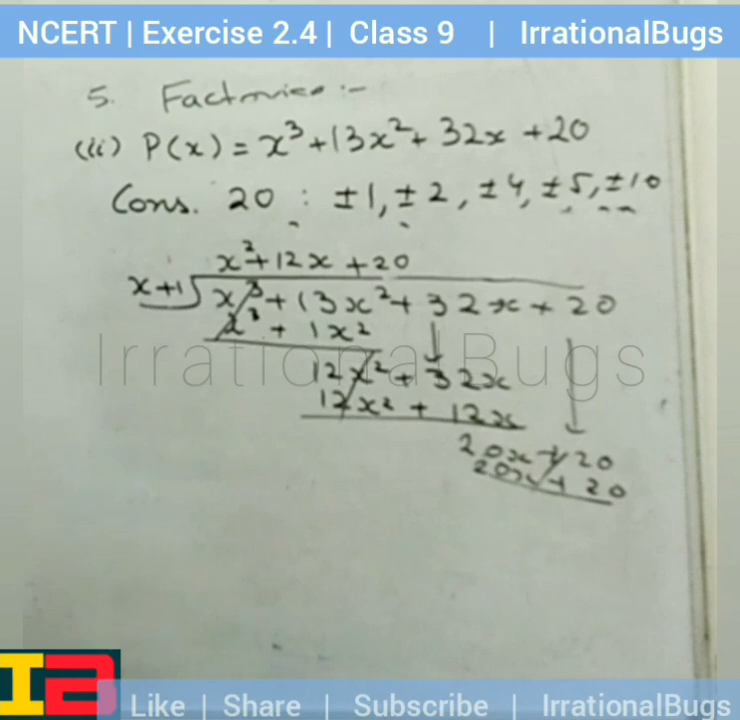 NCERT | Exercise 2.4 | Class 9 | IrrationalBugs
5. Factorise :-
(ii) P(x) = x³ + 13x² + 32x + 20
Cons. 20 : ±1, ±2, ±4, ±5, ±10
x² + 12x + 20
x+1) x³ + 13x² + 32x + 20
x³ + 1x²
Irrational Bugs
12x² + 32x
12x² + 12x
20x + 20
20x + 20
Like | Share | Subscribe | IrrationalBugs